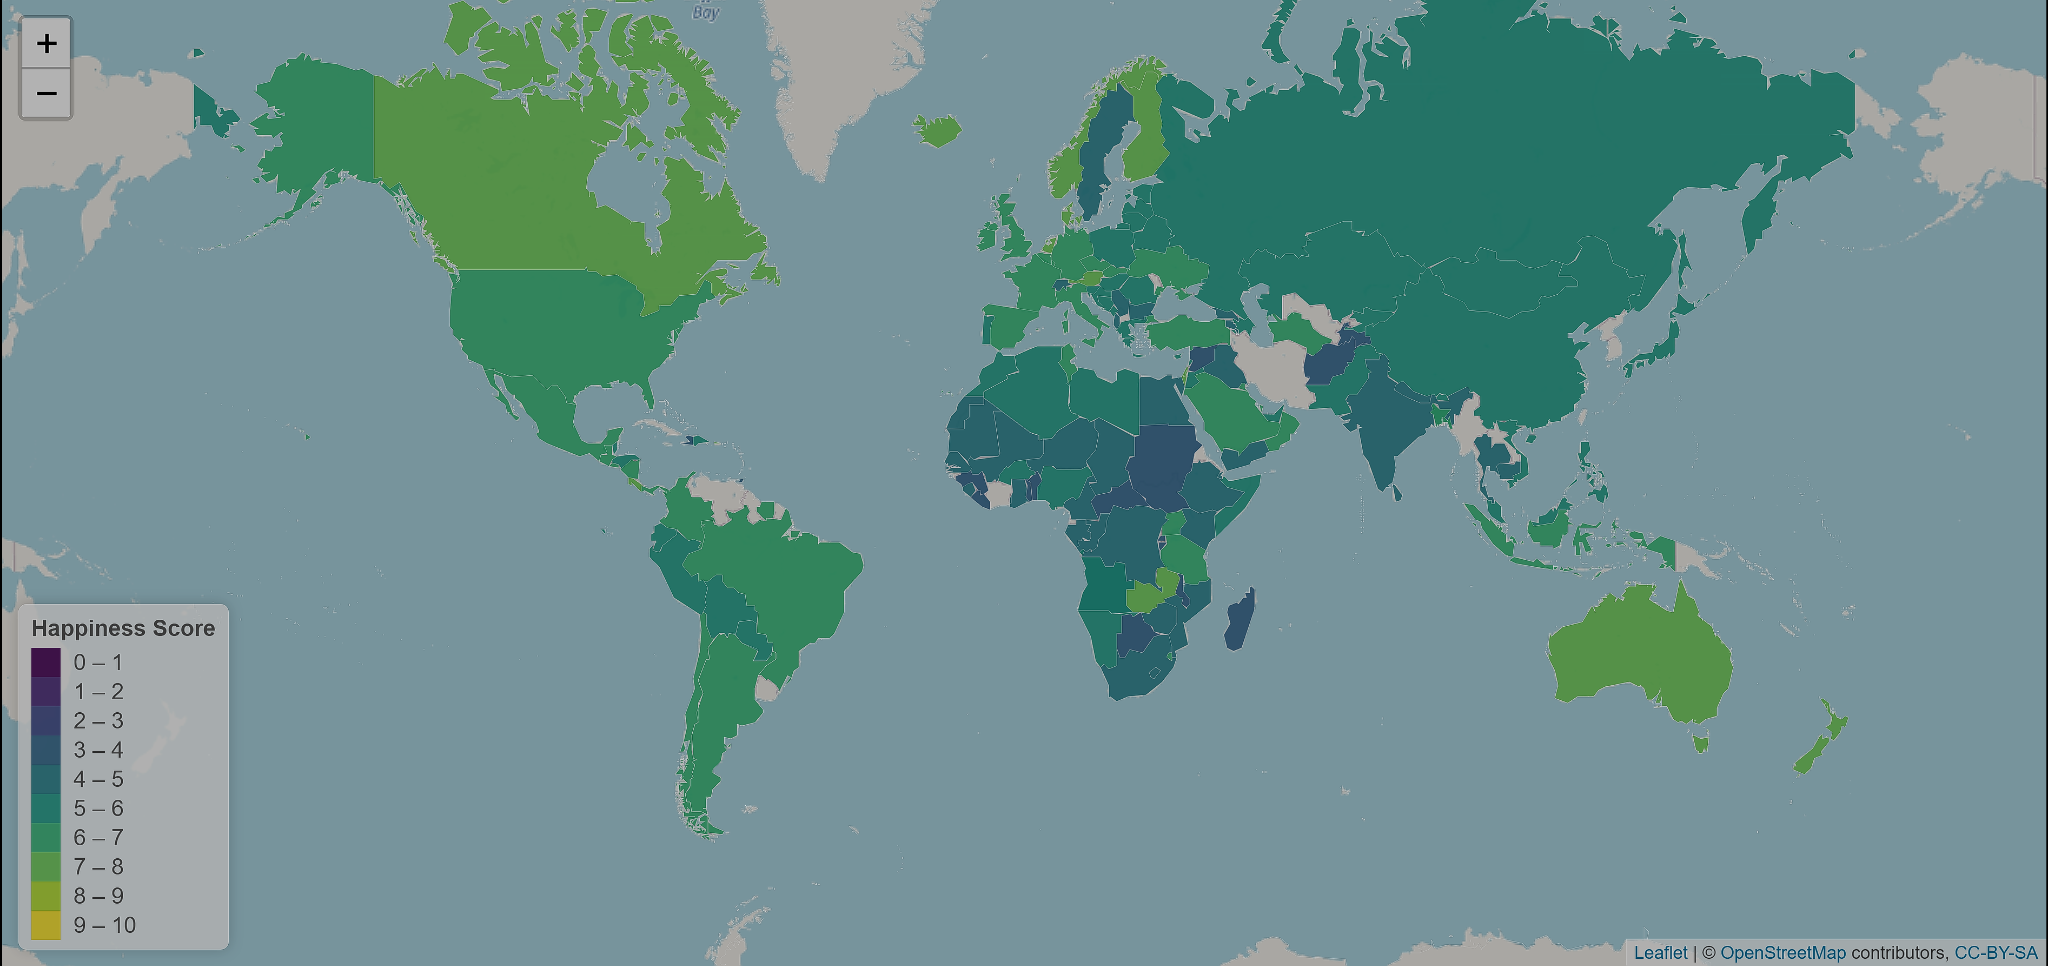 Bay
+
−
Happiness Score
0 – 1
1 – 2
2 – 3
3 – 4
4 – 5
5 – 6
6 – 7
7 – 8
8 – 9
9 – 10
Leaflet | © OpenStreetMap contributors, CC-BY-SA